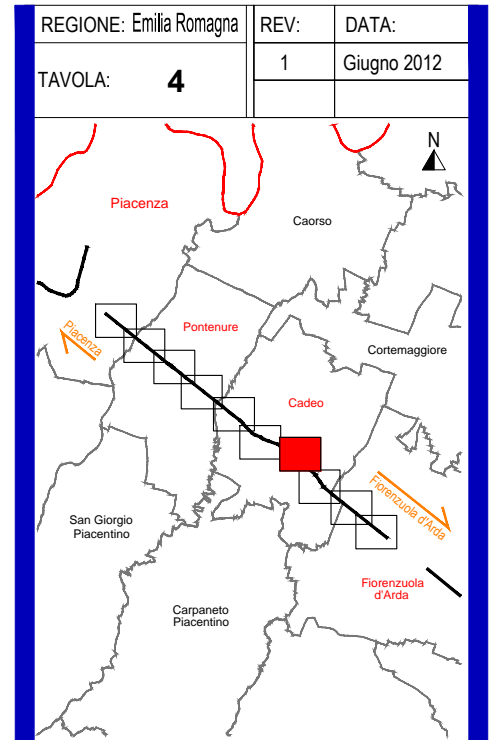 REGIONE: Emilia Romagna
REV:
DATA:
1
Giugno 2012
TAVOLA:
4
N
Piacenza
Caorso
Piacenza
Pontenure
Cortemaggiore
Cadeo
Fiorenzuola d'Arda
San Giorgio
Piacentino
Fiorenzuola
d'Arda
Carpaneto
Piacentino